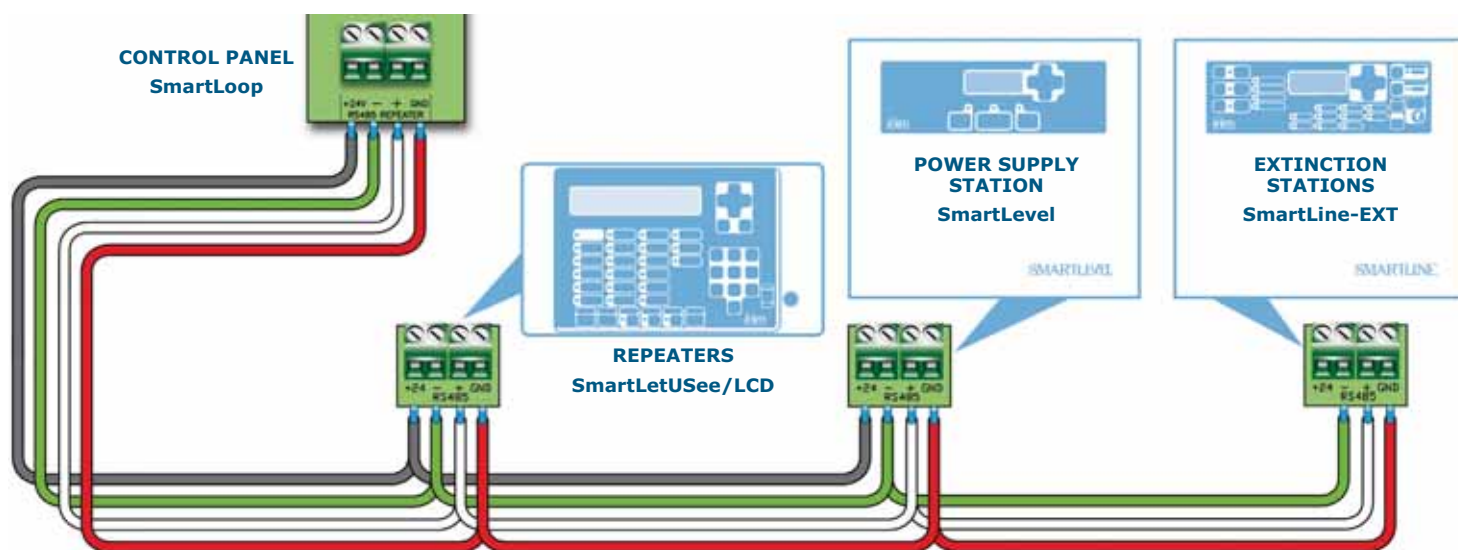 CONTROL PANEL
SmartLoop
+24V − + GND
RS485 REPEATER
POWER SUPPLY
STATION
SmartLevel
SMARTLEVEL
EXTINCTION
STATIONS
SmartLine-EXT
SMARTLINE
REPEATERS
SmartLetUSee/LCD
+24 − + GND
RS485
+24 − + GND
RS485
+24 − + GND
RS485